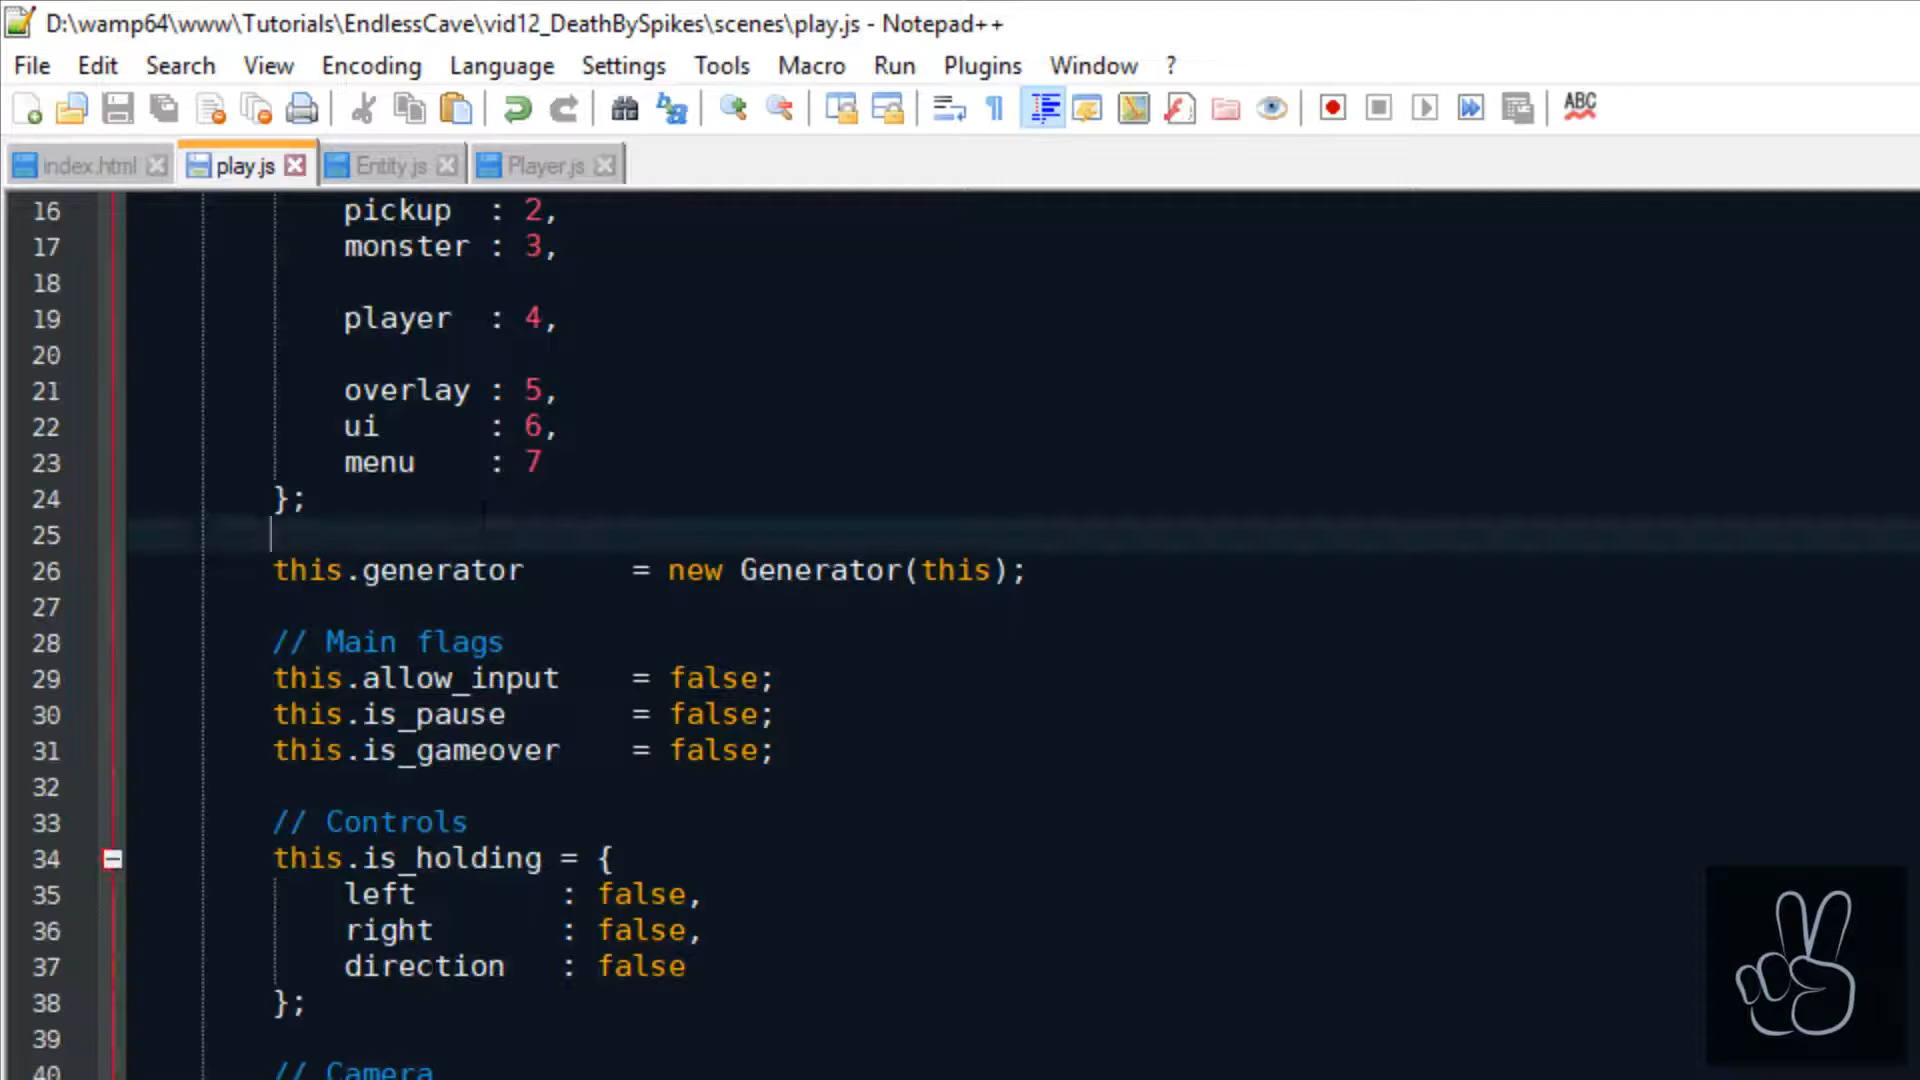 D:\wamp64\www\Tutorials\EndlessCave\vid12_DeathBySpikes\scenes\play.js - Notepad++
File Edit Search View Encoding Language Settings Tools Macro Run Plugins Window ?
ABC
index.html play.js Entity.js Player.js
16 pickup : 2,
17 monster : 3,
18
19 player : 4,
20
21 overlay : 5,
22 ui : 6,
23 menu : 7
24 };
25
26 this.generator = new Generator(this);
27
28 // Main flags
29 this.allow_input = false;
30 this.is_pause = false;
31 this.is_gameover = false;
32
33 // Controls
34 this.is_holding = {
35 left : false,
36 right : false,
37 direction : false
38 };
39
40 // Camera